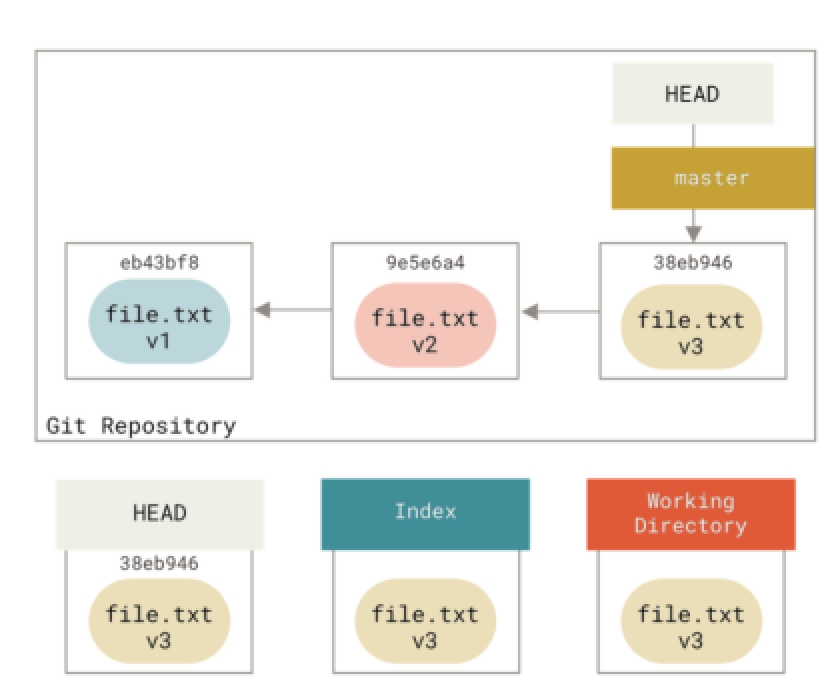 HEAD
master
eb43bf8
9e5e6a4
38eb946
file.txt
v1
file.txt
v2
file.txt
v3
Git Repository
HEAD
Index
Working
Directory
38eb946
file.txt
v3
file.txt
v3
file.txt
v3